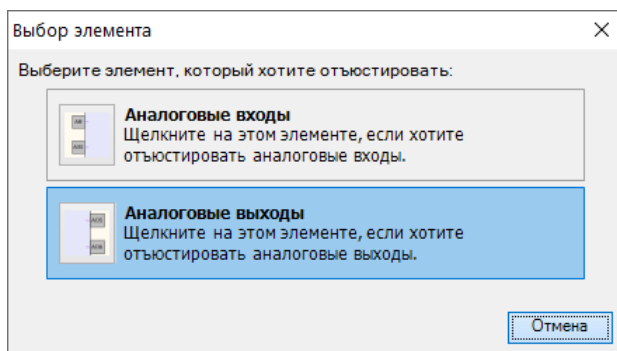 Выбор элемента
Выберите элемент, который хотите отъюстировать:
Аналоговые входы
Щелкните на этом элементе, если хотите
отъюстировать аналоговые входы.
Аналоговые выходы
Щелкните на этом элементе, если хотите
отъюстировать аналоговые выходы.
Отмена